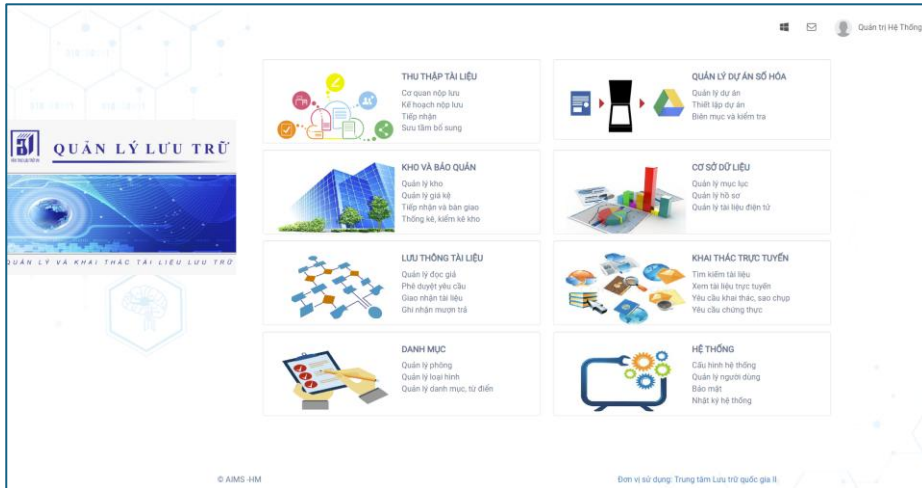 Quản trị Hệ Thống
QUẢN LÝ LƯU TRỮ
QUẢN LÝ VÀ KHAI THÁC TÀI LIỆU LƯU TRỮ
THU THẬP TÀI LIỆU
Cơ quan nộp lưu
Kế hoạch nộp lưu
Tiếp nhận
Sưu tầm bổ sung
QUẢN LÝ DỰ ÁN SỐ HÓA
Quản lý dự án
Thiết lập dự án
Biên mục và kiểm tra
KHO VÀ BẢO QUẢN
Quản lý kho
Quản lý giá kệ
Tiếp nhận và bàn giao
Thống kê, kiểm kê kho
CƠ SỞ DỮ LIỆU
Quản lý mục lục
Quản lý hồ sơ
Quản lý tài liệu điện tử
LƯU THÔNG TÀI LIỆU
Quản lý đọc giả
Phê duyệt yêu cầu
Giao nhận tài liệu
Ghi nhận mượn trả
KHAI THÁC TRỰC TUYẾN
Tìm kiếm tài liệu
Xem tài liệu trực tuyến
Yêu cầu khai thác, sao chụp
Yêu cầu chứng thực
DANH MỤC
Quản lý phông
Quản lý loại hình
Quản lý danh mục, từ điển
HỆ THỐNG
Cấu hình hệ thống
Quản lý người dùng
Bảo mật
Nhật ký hệ thống
© AIMS -HM
Đơn vị sử dụng: Trung tâm Lưu trữ quốc gia II.